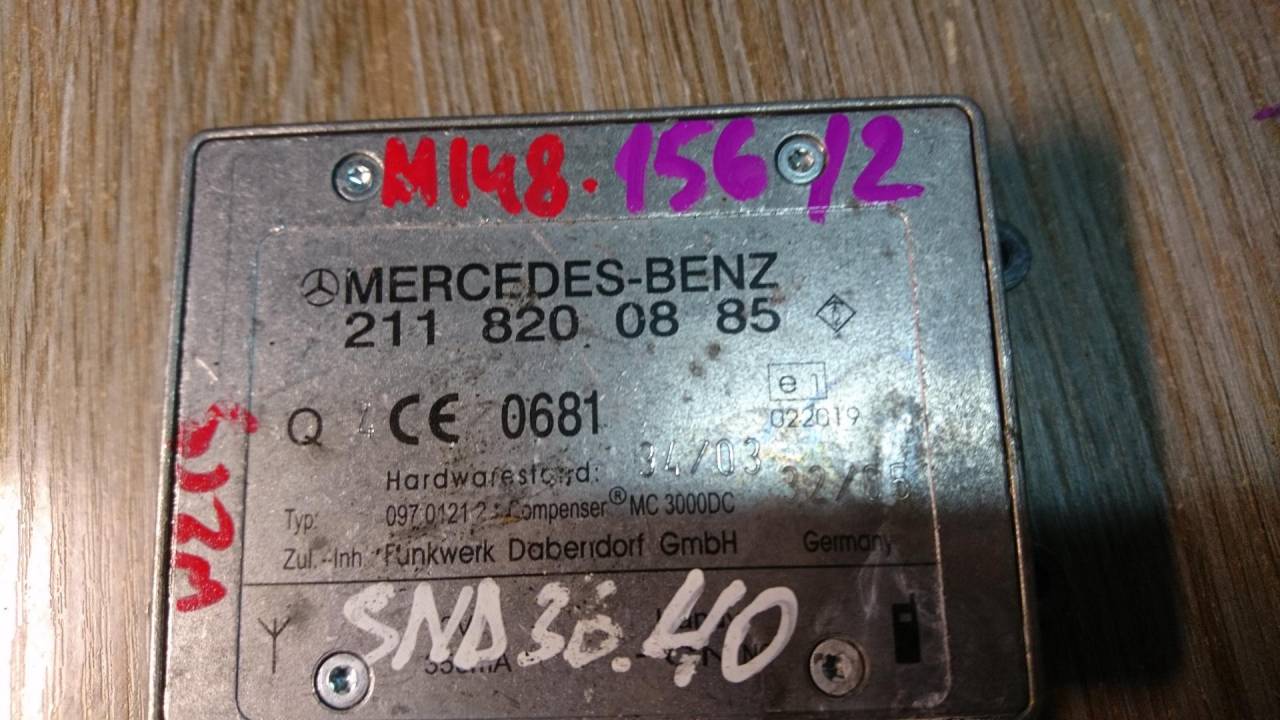 M148.156/2
MERCEDES-BENZ
211 820 08 85
e1
Q 4 CE 0681
022019
Hardwarestand: 34/03 32/05
Typ: 097 0121 2 Compenser® MC 3000DC
Zul.-Inh. Funkwerk Dabendorf GmbH Germany
W219
SND36.40